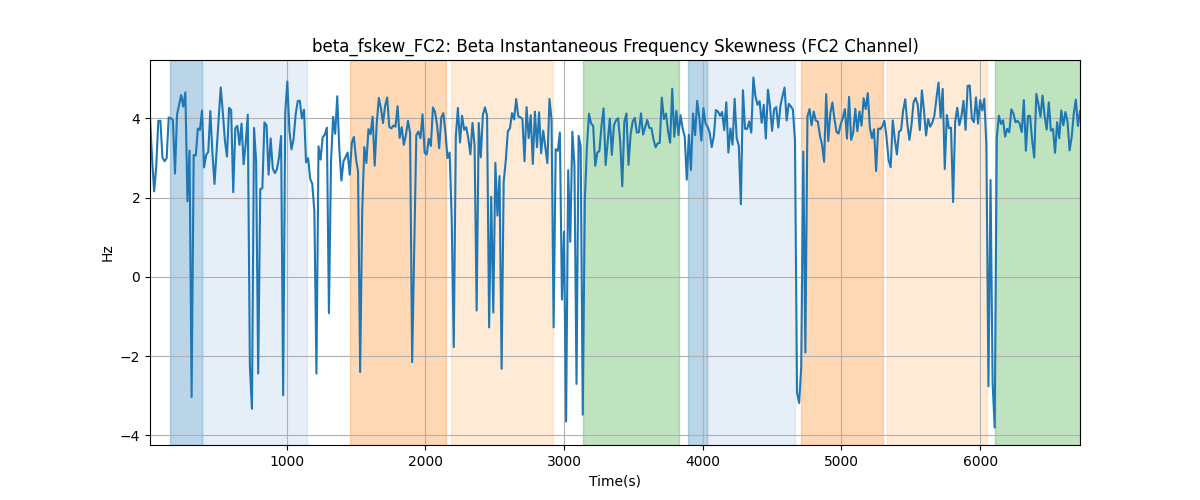 beta_fskew_FC2: Beta Instantaneous Frequency Skewness (FC2 Channel)
Hz
4
2
0
−2
−4
1000 2000 3000 4000 5000 6000
Time(s)